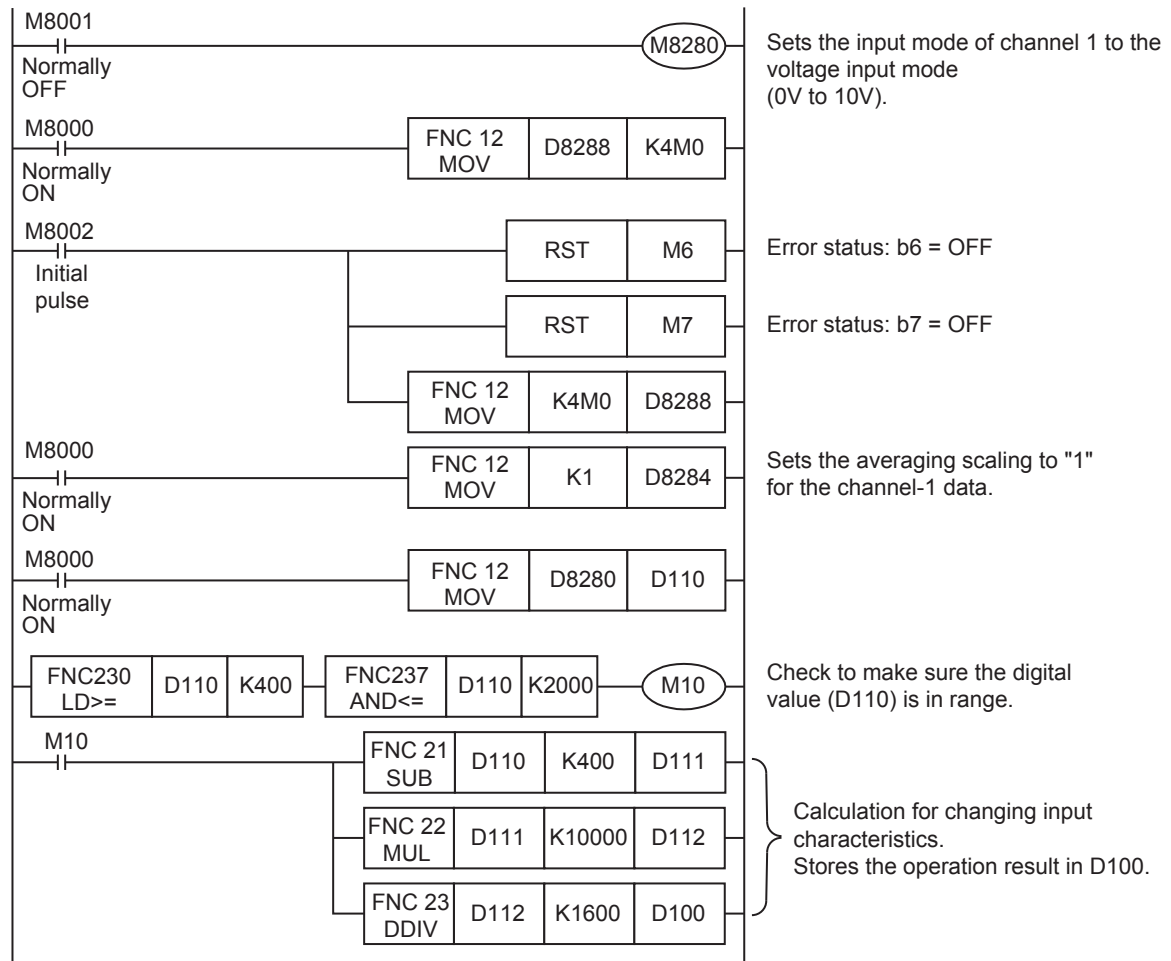 M8001
Normally
OFF
M8280
Sets the input mode of channel 1 to the
voltage input mode
(0V to 10V).
M8000
Normally
ON
FNC 12
MOV
D8288
K4M0
M8002
Initial
pulse
RST
M6
Error status: b6 = OFF
RST
M7
Error status: b7 = OFF
FNC 12
MOV
K4M0
D8288
M8000
Normally
ON
FNC 12
MOV
K1
D8284
Sets the averaging scaling to "1"
for the channel-1 data.
M8000
Normally
ON
FNC 12
MOV
D8280
D110
FNC230
LD>=
D110
K400
FNC237
AND<=
D110
K2000
M10
Check to make sure the digital
value (D110) is in range.
M10
FNC 21
SUB
D110
K400
D111
FNC 22
MUL
D111
K10000
D112
FNC 23
DDIV
D112
K1600
D100
Calculation for changing input
characteristics.
Stores the operation result in D100.